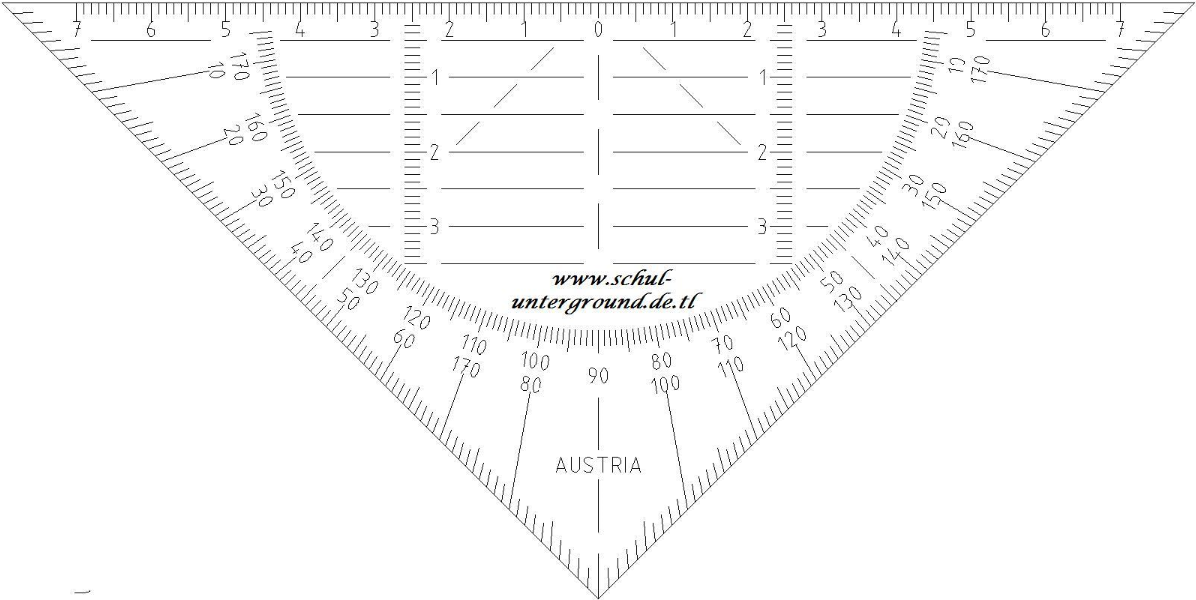 7 6 5 4 3 2 1 0 1 2 3 4 5 6 7
170 10 10 170
1 1
160 20 20 160
2 2
150 30 30 150
3 3
140 40 40 140
130 50 50 130
www.schul-
unterground.de.tl
120 60 60 120
110 170 70 110
100 80 90 80 100
AUSTRIA